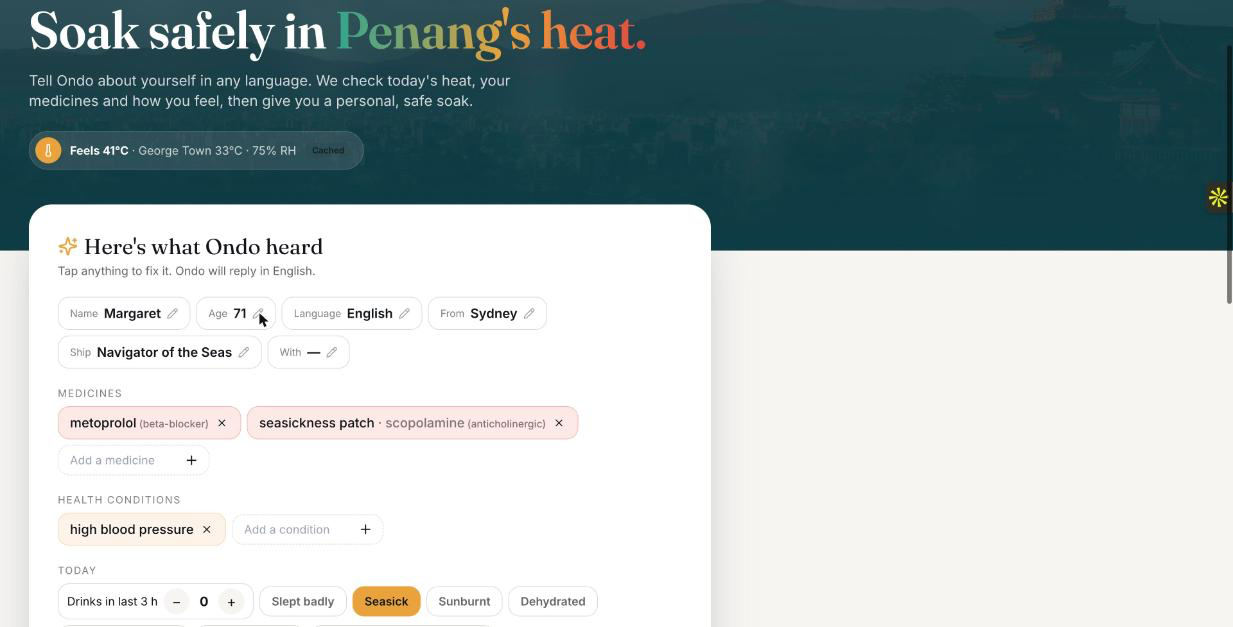 Soak safely in Penang's heat.
Tell Ondo about yourself in any language. We check today's heat, your
medicines and how you feel, then give you a personal, safe soak.
Feels 41°C · George Town 33°C · 75% RH Cached
Here's what Ondo heard
Tap anything to fix it. Ondo will reply in English.
Name Margaret Age 71 Language English From Sydney
Ship Navigator of the Seas With —
MEDICINES
metoprolol (beta-blocker) × seasickness patch · scopolamine (anticholinergic) ×
Add a medicine +
HEALTH CONDITIONS
high blood pressure × Add a condition +
TODAY
Drinks in last 3 h − 0 + Slept badly Seasick Sunburnt Dehydrated